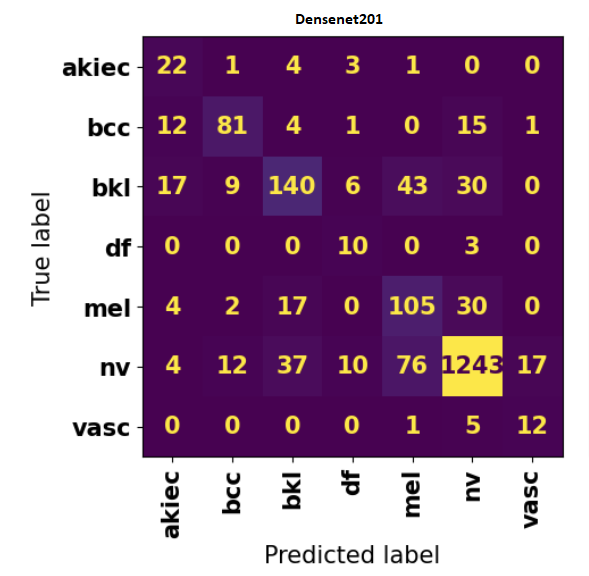 Densenet201
akiec 22 1 4 3 1 0 0
bcc 12 81 4 1 0 15 1
bkl 17 9 140 6 43 30 0
df 0 0 0 10 0 3 0
mel 4 2 17 0 105 30 0
nv 4 12 37 10 76 1243 17
vasc 0 0 0 0 1 5 12
True label
akiec bcc bkl df mel nv vasc
Predicted label